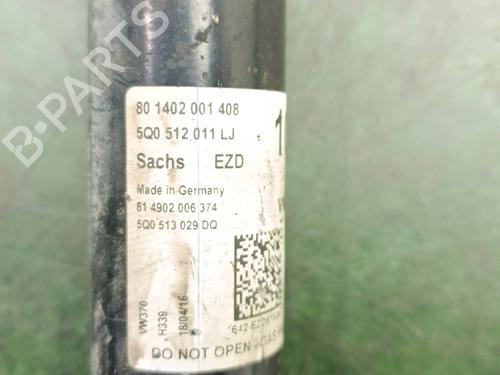 B-PARTS
80 1402 001 408
5Q0 512 011 LJ
Sachs EZD
Made in Germany
81 4902 006 374
5Q0 513 029 DQ
VW370
H339
18/04/16
DO NOT OPEN